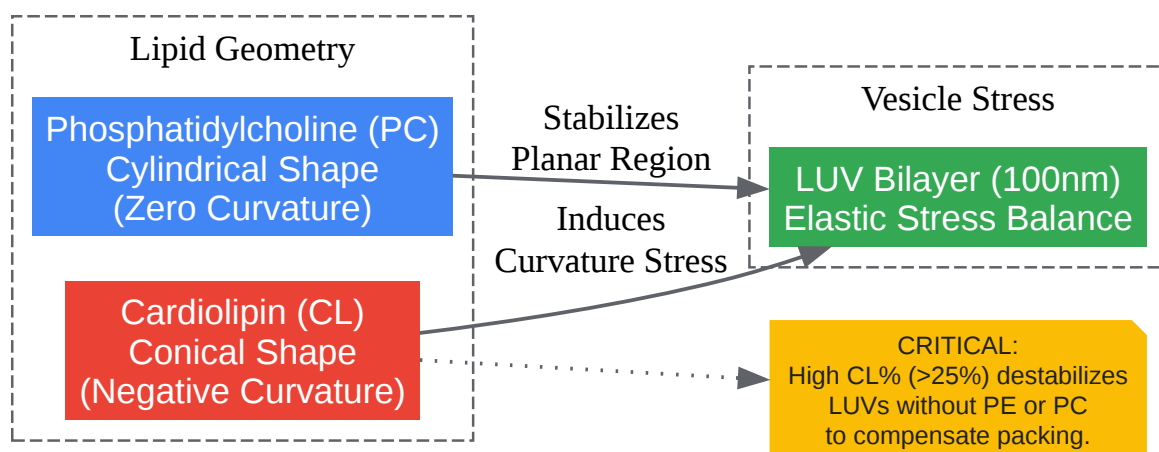 Lipid Geometry
Phosphatidylcholine (PC)
Cylindrical Shape
(Zero Curvature)
Cardiolipin (CL)
Conical Shape
(Negative Curvature)
Stabilizes
Planar Region
Induces
Curvature Stress
Vesicle Stress
LUV Bilayer (100nm)
Elastic Stress Balance
CRITICAL:
High CL% (>25%) destabilizes
LUVs without PE or PC
to compensate packing.